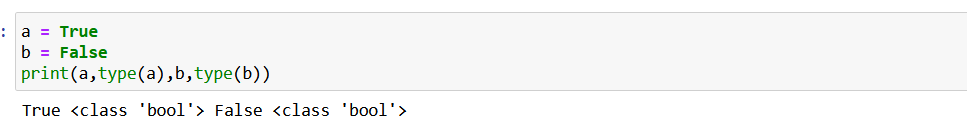 : a = True
b = False
print(a,type(a),b,type(b))
True <class 'bool'> False <class 'bool'>